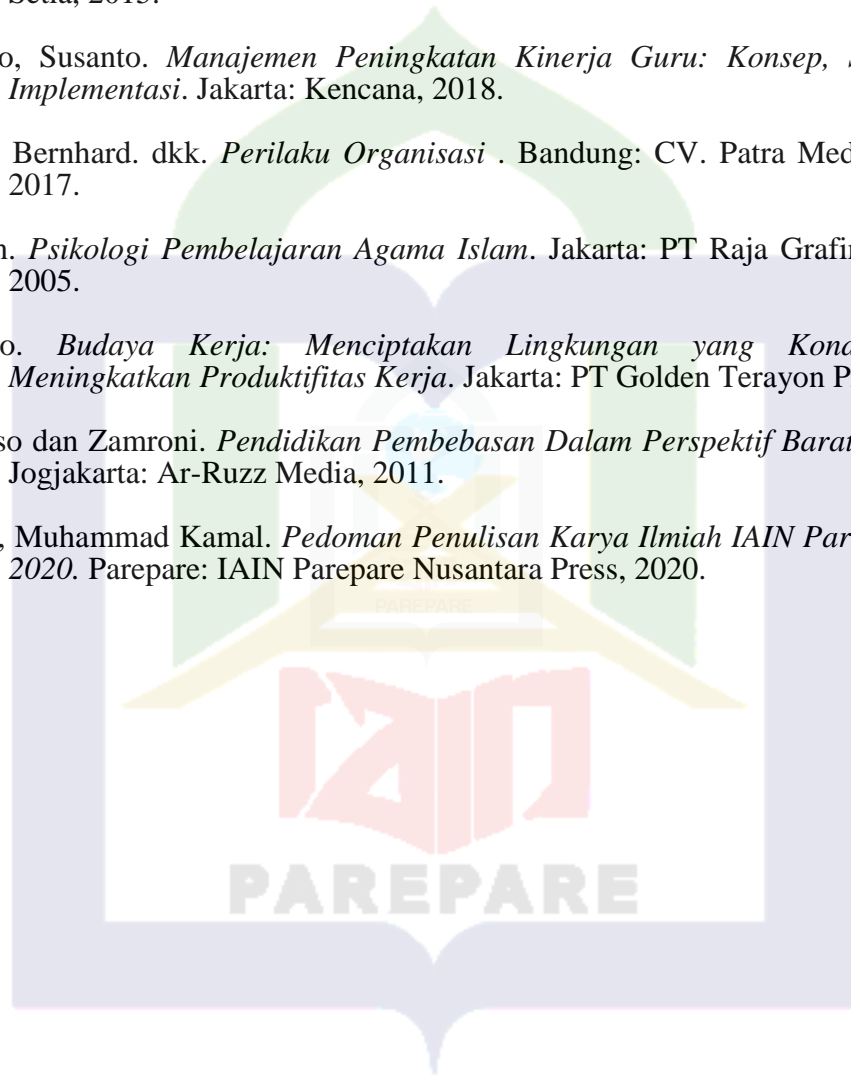 Setia, 2015.
o, Susanto. Manajemen Peningkatan Kinerja Guru: Konsep,
Implementasi. Jakarta: Kencana, 2018.
Bernhard. dkk. Perilaku Organisasi . Bandung: CV. Patra Med
2017.
Psikologi Pembelajaran Agama Islam. Jakarta: PT Raja Grafin
2005.
o. Budaya Kerja: Menciptakan Lingkungan yang Kond
Meningkatkan Produktifitas Kerja. Jakarta: PT Golden Terayon P
so dan Zamroni. Pendidikan Pembebasan Dalam Perspektif Barat
Jogjakarta: Ar-Ruzz Media, 2011.
, Muhammad Kamal. Pedoman Penulisan Karya Ilmiah IAIN Par
2020. Parepare: IAIN Parepare Nusantara Press, 2020.
PAREPARE
iain
PAREPARE